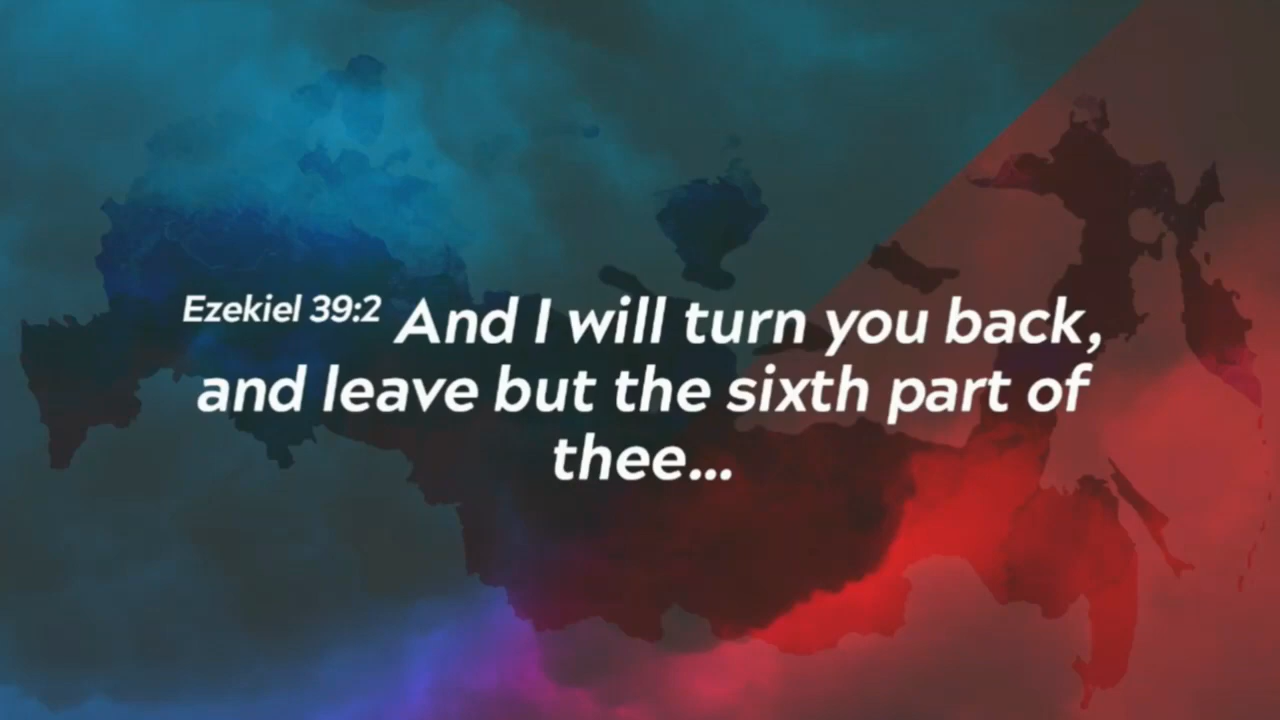 Ezekiel 39:2 And I will turn you back,
and leave but the sixth part of
thee...